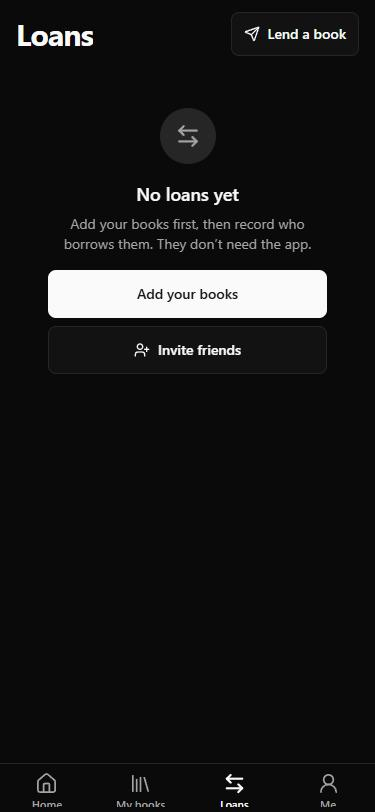 Loans
Lend a book
No loans yet
Add your books first, then record who
borrows them. They don’t need the app.
Add your books
Invite friends
Home
My books
Loans
Me